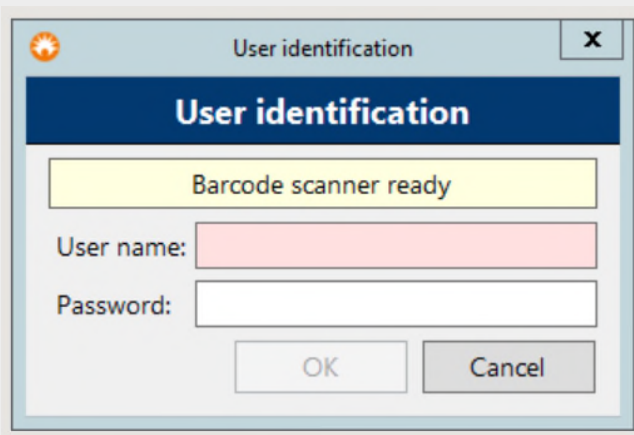 User identification
x
User identification
Barcode scanner ready
User name:
Password:
OK
Cancel